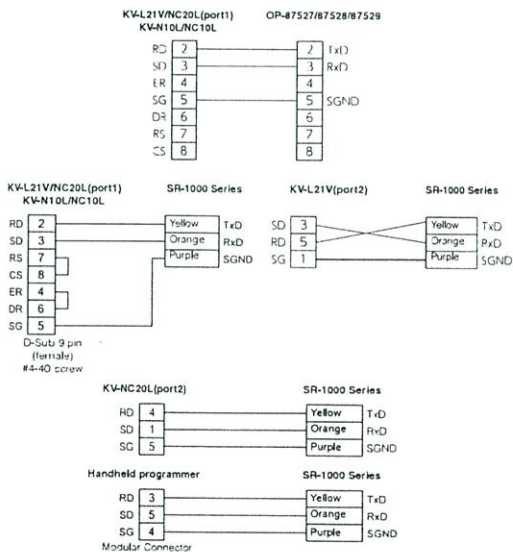 KV-L21V/NC20L(port1) OP-87527/87528/87529
KV-N10L/NC10L
RD 2 2 TxD
SD 3 3 RxD
ER 4 4
SG 5 5 SGND
DR 6 6
RS 7 7
CS 8 8
KV-L21V/NC20L(port1) SR-1000 Series
KV-N10L/NC10L
RD 2 Yellow TxD
SD 3 Orange RxD
RS 7 Purple SGND
CS 8
ER 4
DR 6
SG 5
D-Sub 9 pin
(female)
#4-40 screw
KV-L21V(port2) SR-1000 Series
SD 3 Yellow TxD
RD 5 Orange RxD
SG 1 Purple SGND
KV-NC20L(port2) SR-1000 Series
RD 4 Yellow TxD
SD 1 Orange RxD
SG 5 Purple SGND
Handheld programmer SR-1000 Series
RD 3 Yellow TxD
SD 5 Orange RxD
SG 4 Purple SGND
Modular Connector